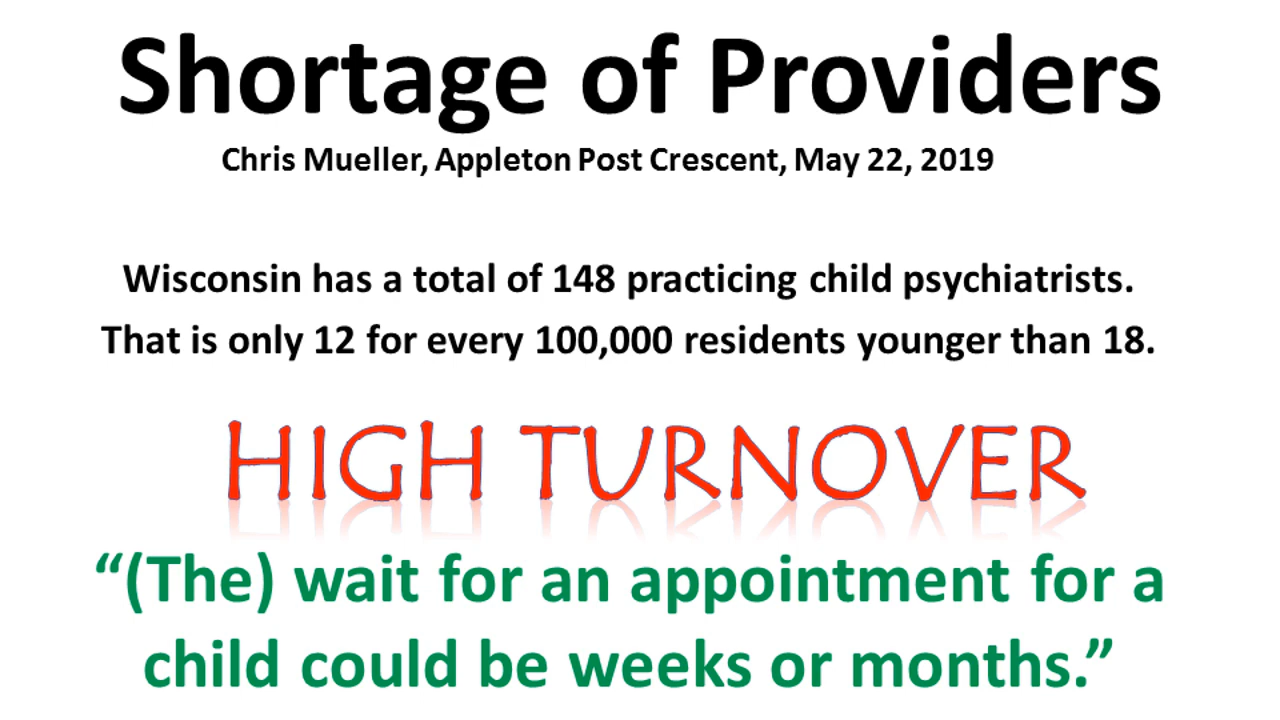 Shortage of Providers
Chris Mueller, Appleton Post Crescent, May 22, 2019
Wisconsin has a total of 148 practicing child psychiatrists.
That is only 12 for every 100,000 residents younger than 18.
HIGH TURNOVER
“(The) wait for an appointment for a
child could be weeks or months.”